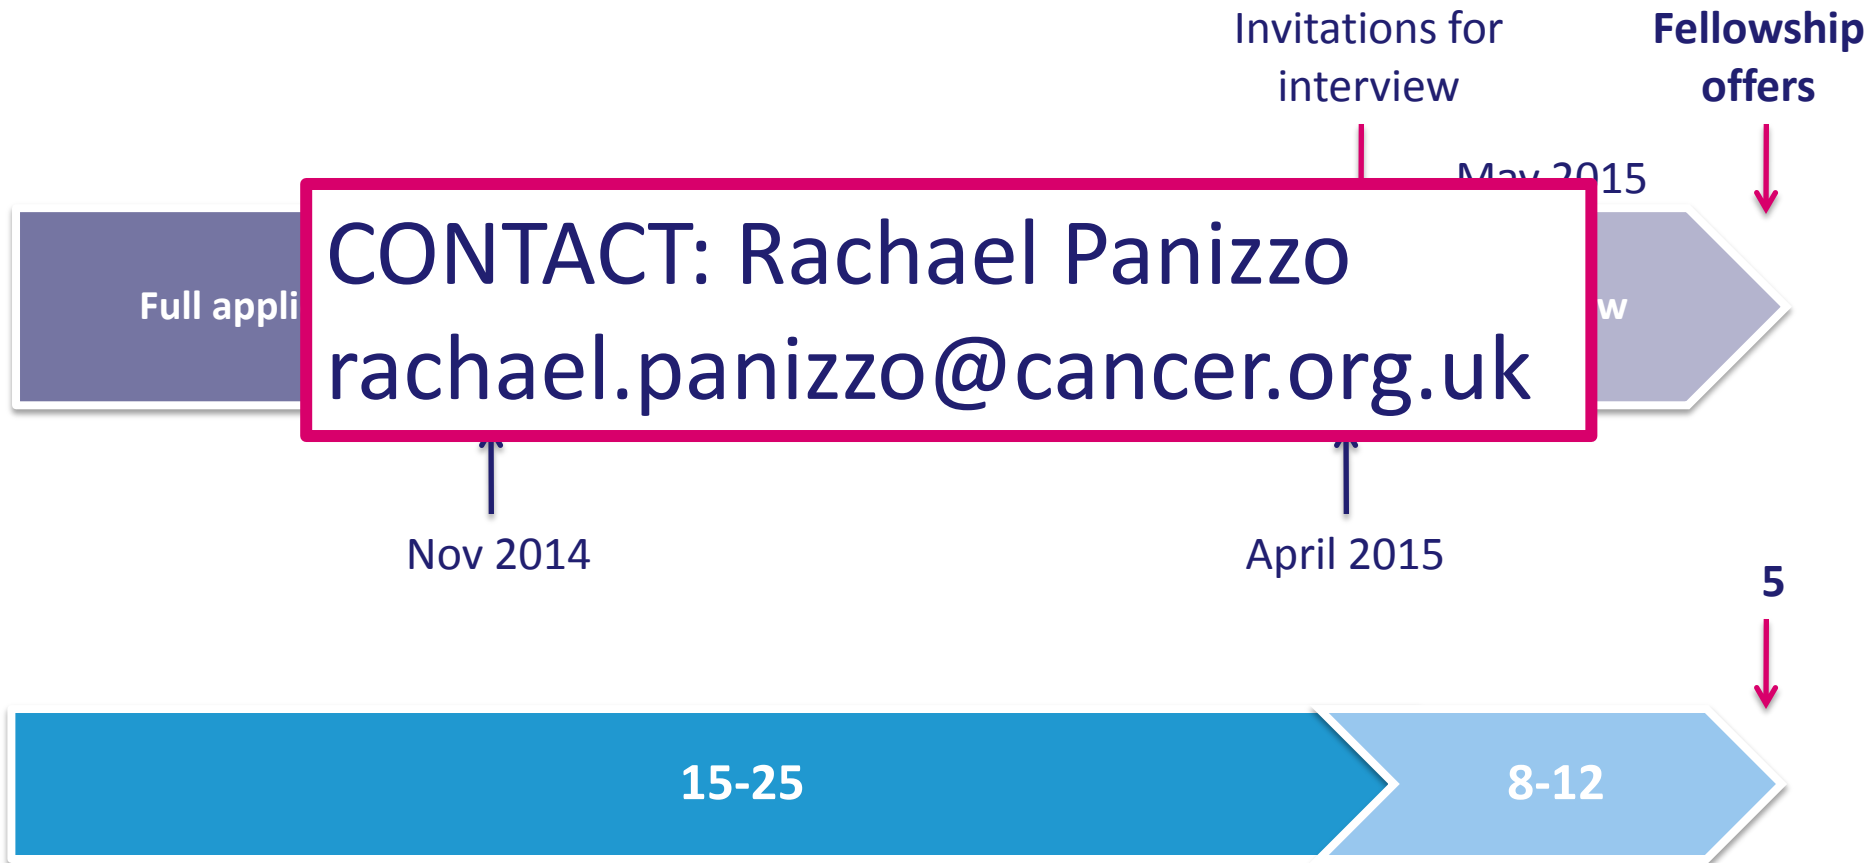 Invitations for
interview
Fellowship
offers
May 2015
CONTACT: Rachael Panizzo
rachael.panizzo@cancer.org.uk
Full
Nov 2014
April 2015
5
15-25
8-12